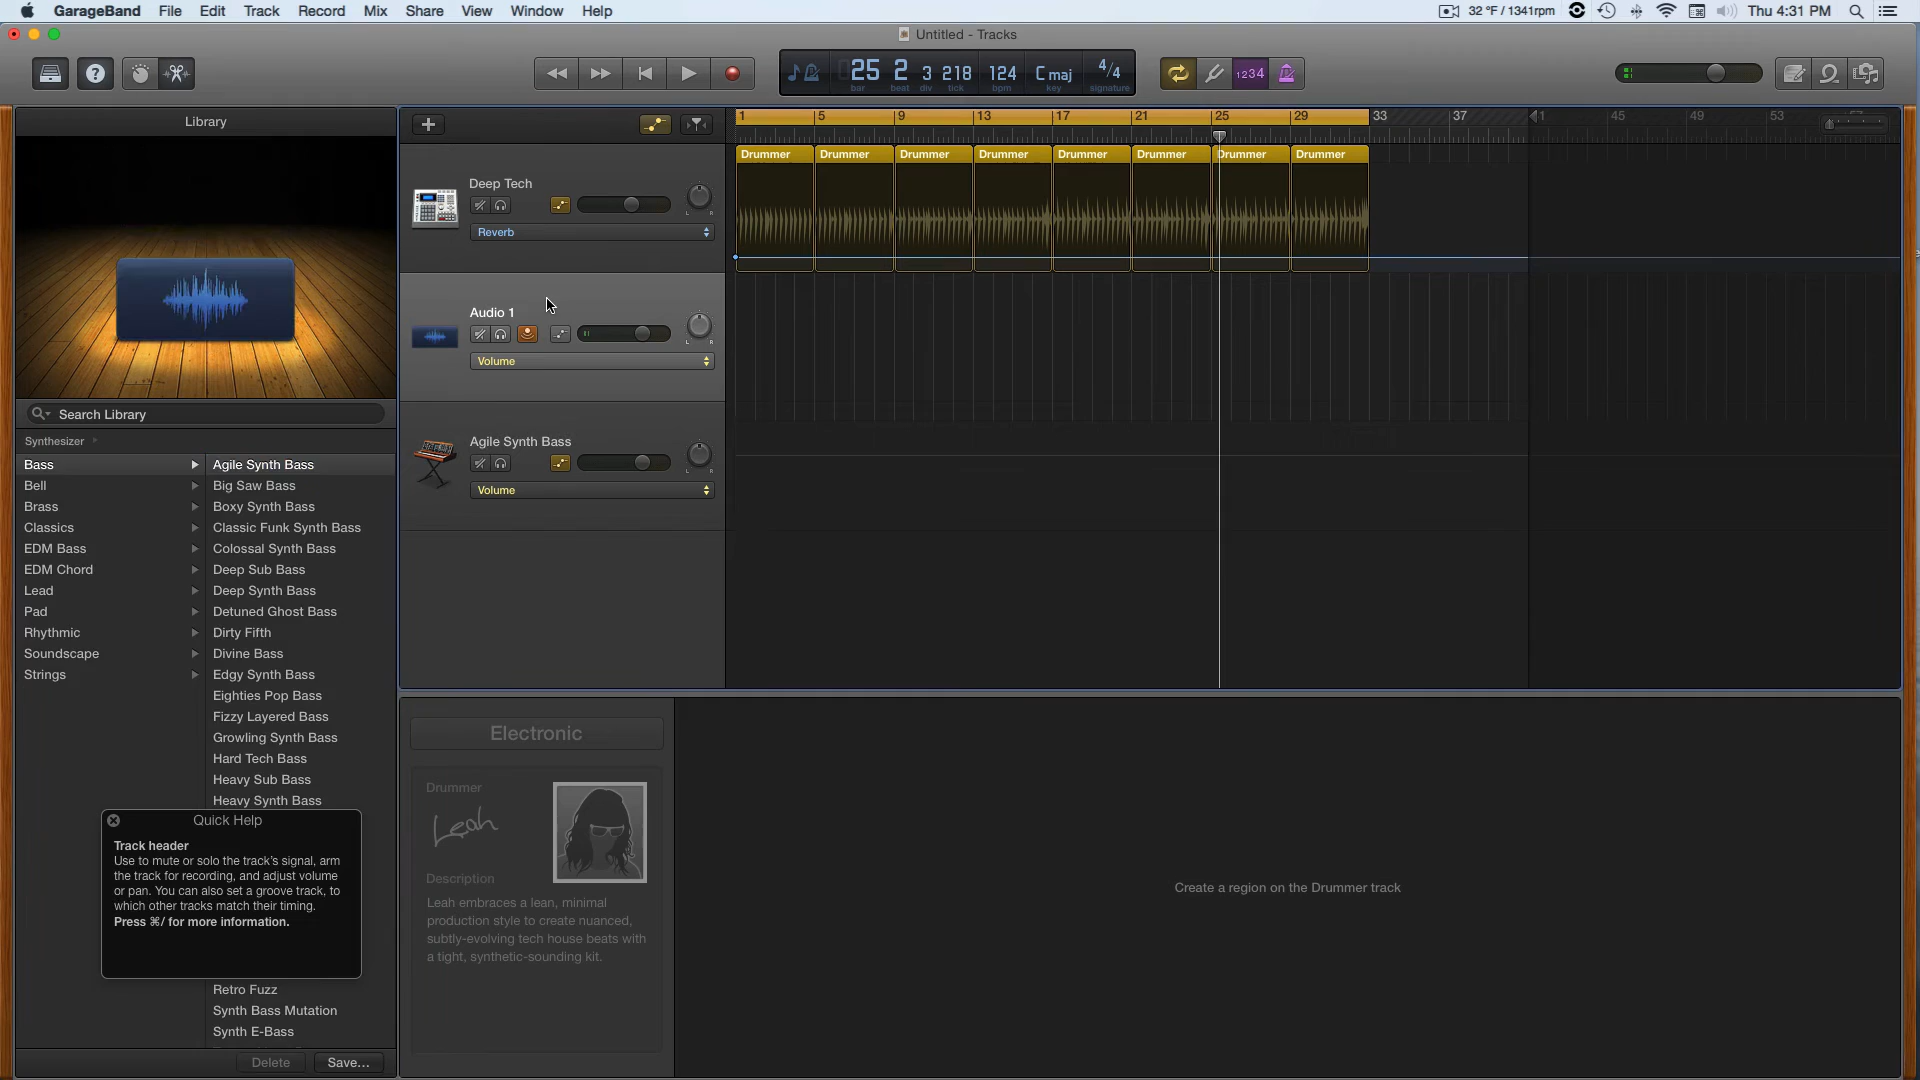 GarageBand File Edit Track Record Mix Share View Window Help 32 °F / 1341rpm Thu 4:31 PM
Untitled - Tracks
25 2 3 218 124 C maj 4/4
bar beat div tick bpm key signature
1234
Library
1 5 9 13 17 21 25 29 33 37 45 49 53
Drummer Drummer Drummer Drummer Drummer Drummer Drummer Drummer
Deep Tech
L R
Reverb
Audio 1
L R
Volume
Agile Synth Bass
L R
Volume
Search Library
Synthesizer
Bass
Bell
Brass
Classics
EDM Bass
EDM Chord
Lead
Pad
Rhythmic
Soundscape
Strings
Agile Synth Bass
Big Saw Bass
Boxy Synth Bass
Classic Funk Synth Bass
Colossal Synth Bass
Deep Sub Bass
Deep Synth Bass
Detuned Ghost Bass
Dirty Fifth
Divine Bass
Edgy Synth Bass
Eighties Pop Bass
Fizzy Layered Bass
Growling Synth Bass
Hard Tech Bass
Heavy Sub Bass
Heavy Synth Bass
Quick Help
Track header
Use to mute or solo the track's signal, arm
the track for recording, and adjust volume
or pan. You can also set a groove track, to
which other tracks match their timing.
Press ⌘/ for more information.
Retro Fuzz
Synth Bass Mutation
Synth E-Bass
Delete Save...
Electronic
Drummer
Leah
Description
Leah embraces a lean, minimal
production style to create nuanced,
subtly-evolving tech house beats with
a tight, synthetic-sounding kit.
Create a region on the Drummer track